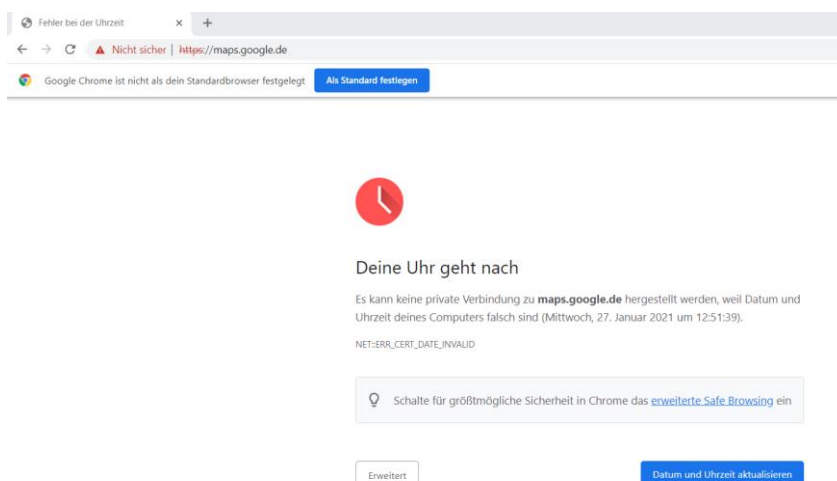 Fehler bei der Uhrzeit
Nicht sicher | https://maps.google.de
Google Chrome ist nicht als dein Standardbrowser festgelegt Als Standard festlegen
Deine Uhr geht nach
Es kann keine private Verbindung zu maps.google.de hergestellt werden, weil Datum und
Uhrzeit deines Computers falsch sind (Mittwoch, 27. Januar 2021 um 12:51:39).
NET::ERR_CERT_DATE_INVALID
Schalte für größtmögliche Sicherheit in Chrome das erweiterte Safe Browsing ein
Erweitert Datum und Uhrzeit aktualisieren